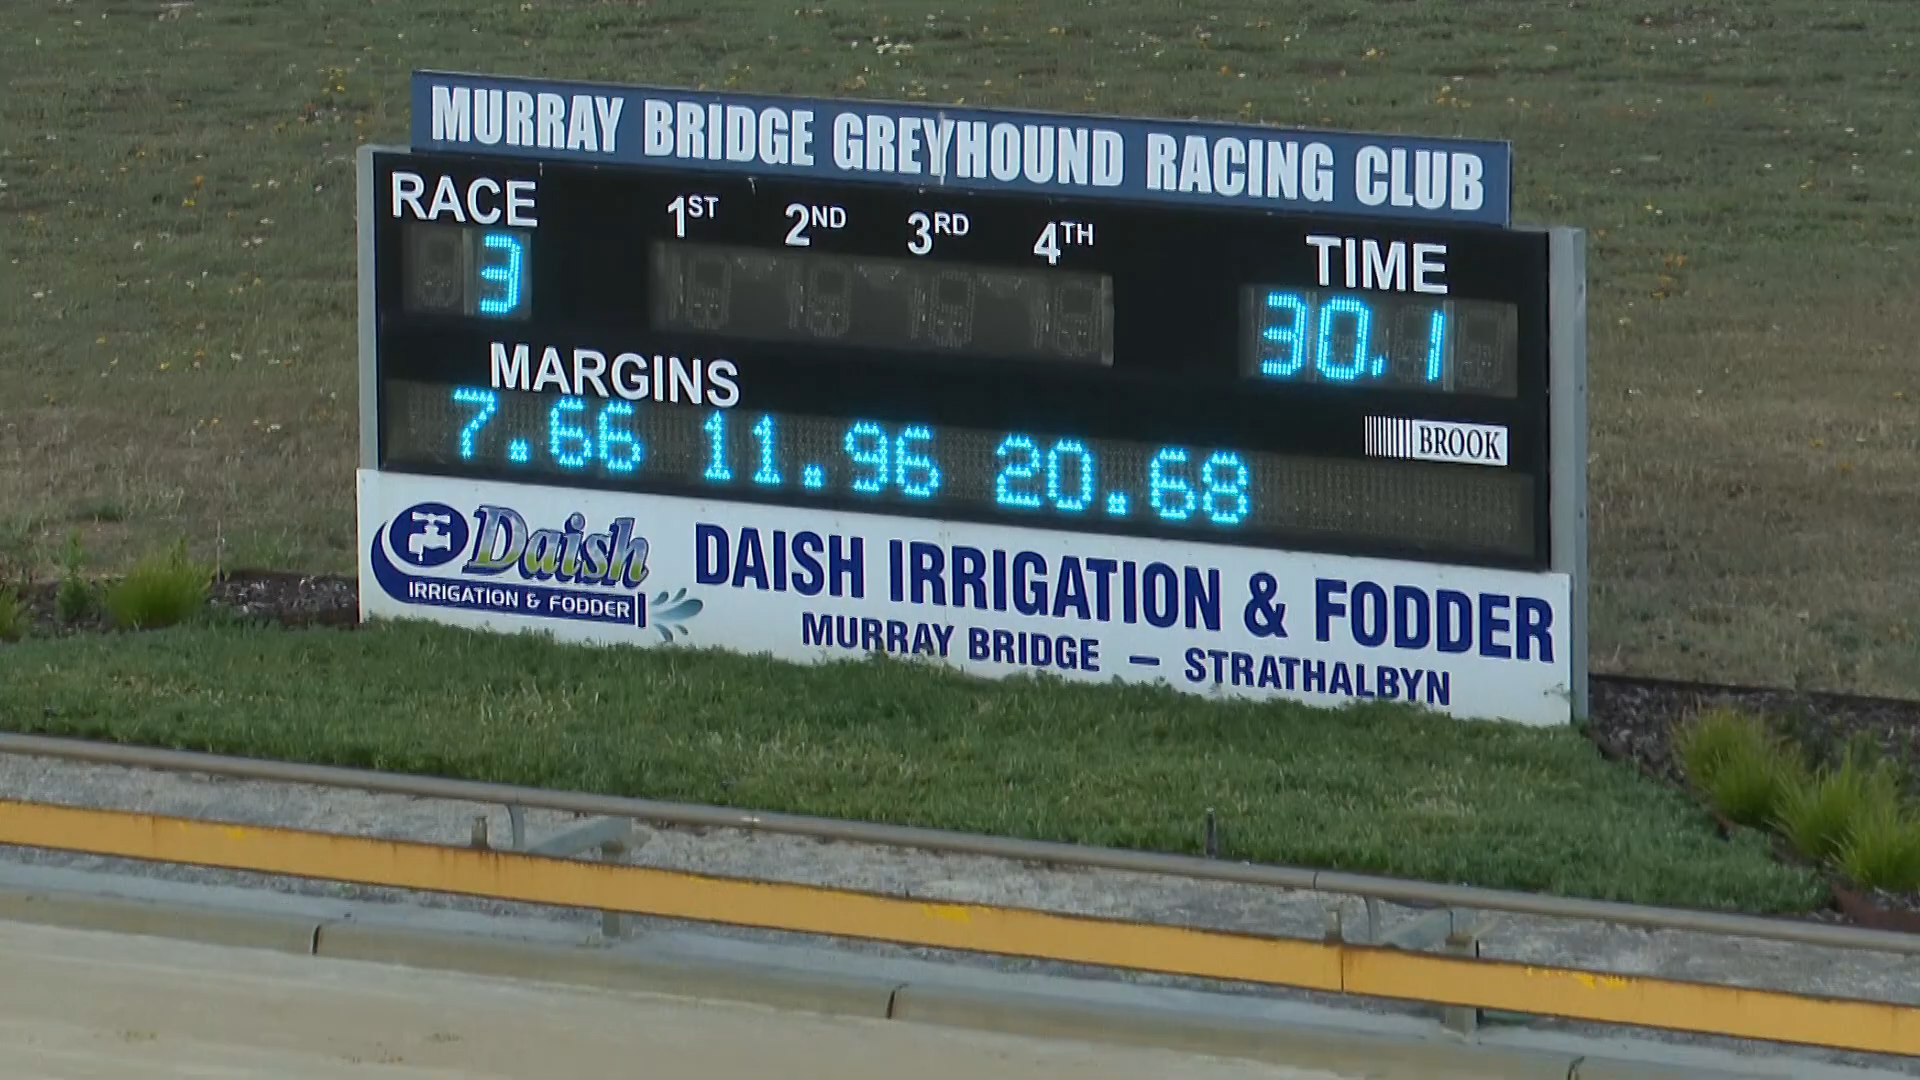 MURRAY BRIDGE GREYHOUND RACING CLUB
RACE 1ST 2ND 3RD 4TH TIME
3 30.1
MARGINS
BROOK
7.66 11.96 20.68
Daish
IRRIGATION & FODDER
DAISH IRRIGATION & FODDER
MURRAY BRIDGE – STRATHALBYN